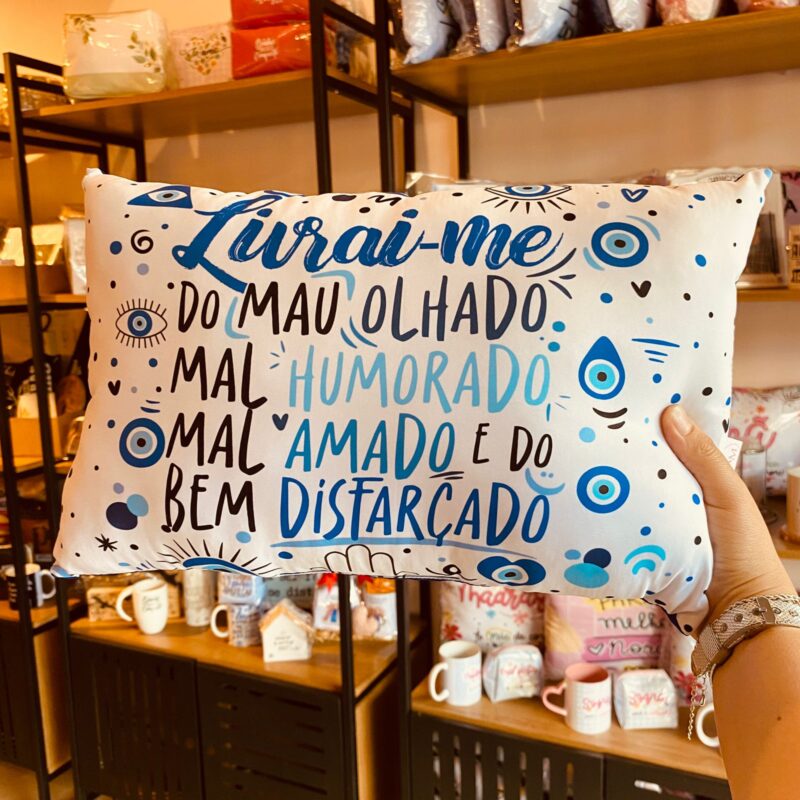 Livrai-me
DO MAU OLHADO
MAL HUMORADO
MAL AMADO E DO
BEM DISFARÇADO